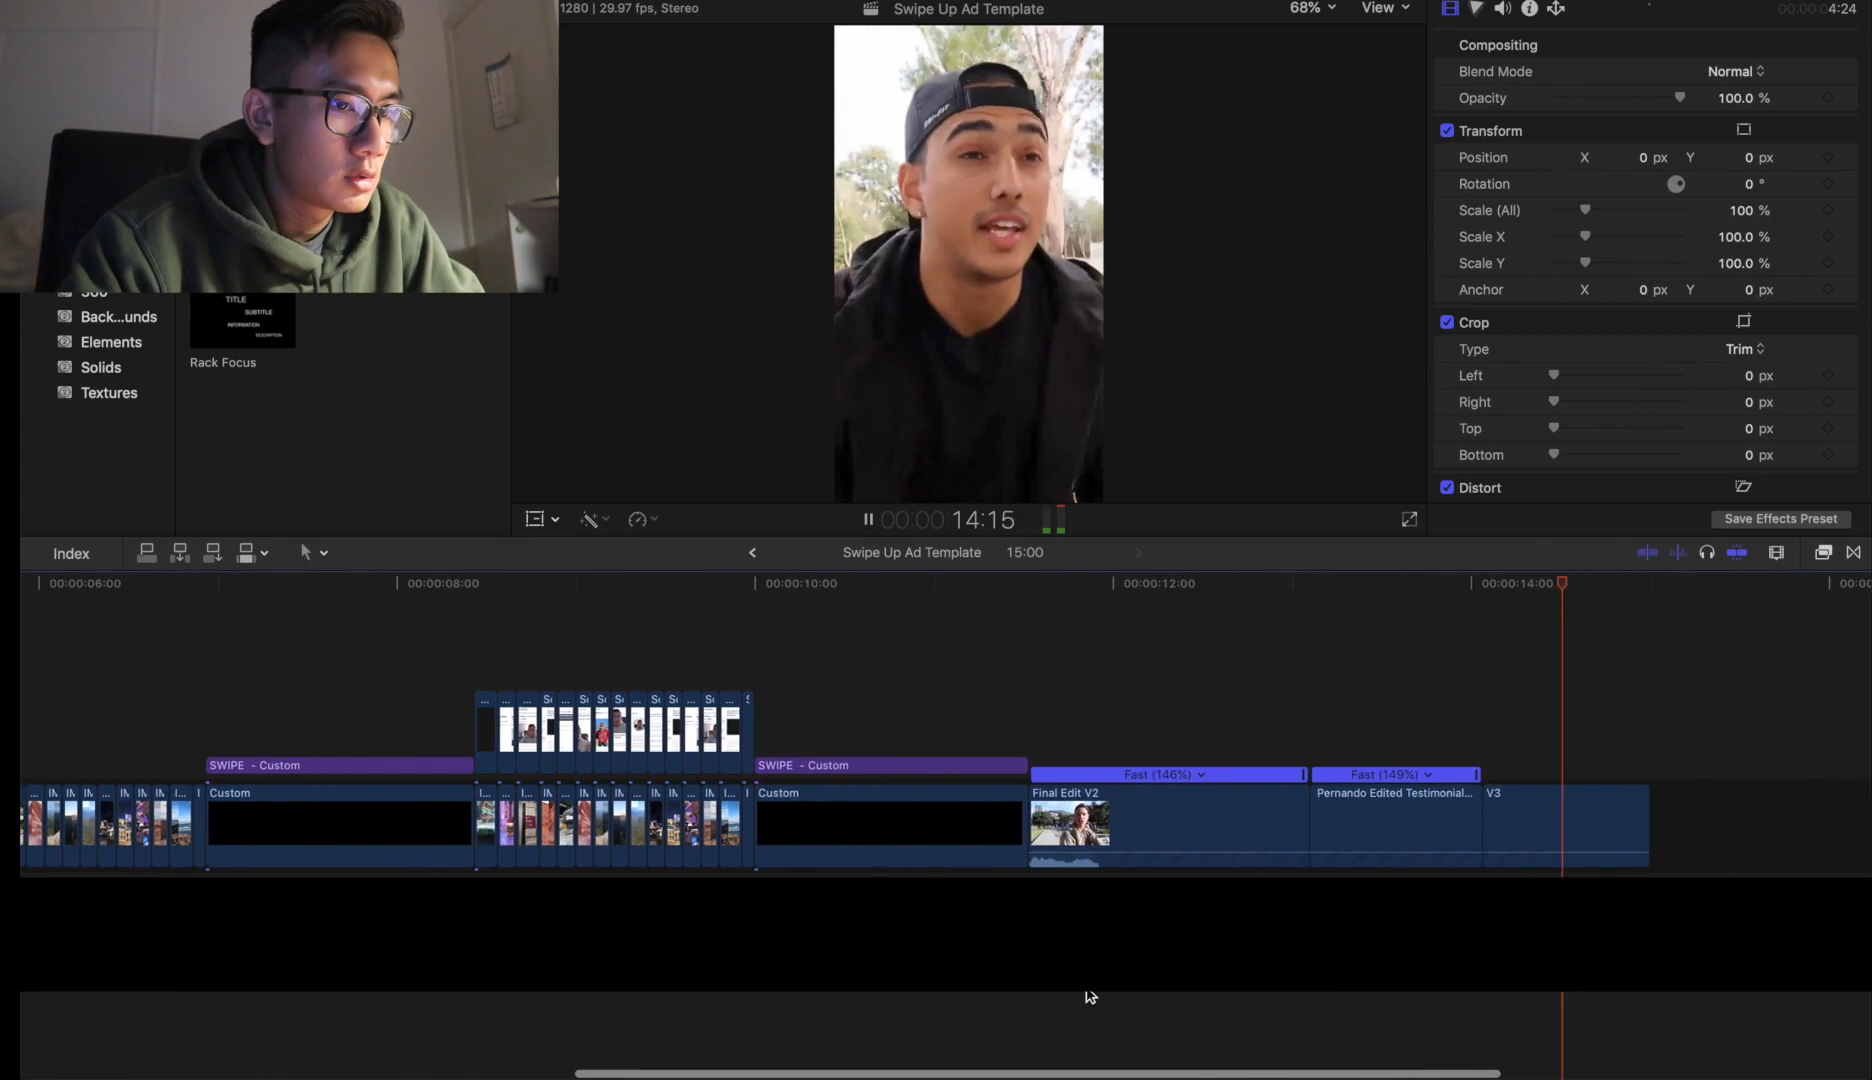 1280 | 29.97 fps, Stereo
Swipe Up Ad Template
68%
View
00:00:04:24
Compositing
Blend Mode
Normal
Opacity
100.0 %
Transform
Position X 0 px Y 0 px
Rotation 0 °
Scale (All) 100 %
Scale X 100.0 %
Scale Y 100.0 %
Anchor X 0 px Y 0 px
Crop
Type Trim
Left 0 px
Right 0 px
Top 0 px
Bottom 0 px
Distort
Save Effects Preset
360
Back...unds
Elements
Solids
Textures
TITLE
SUBTITLE
INFORMATION
DESCRIPTION
Rack Focus
00:00:14:15
Index
Swipe Up Ad Template 15:00
00:00:06:00
00:00:08:00
00:00:10:00
00:00:12:00
00:00:14:00
SWIPE - Custom
SWIPE - Custom
Fast (146%)
Fast (149%)
Custom
Custom
Final Edit V2
Pernando Edited Testimonial...
V3